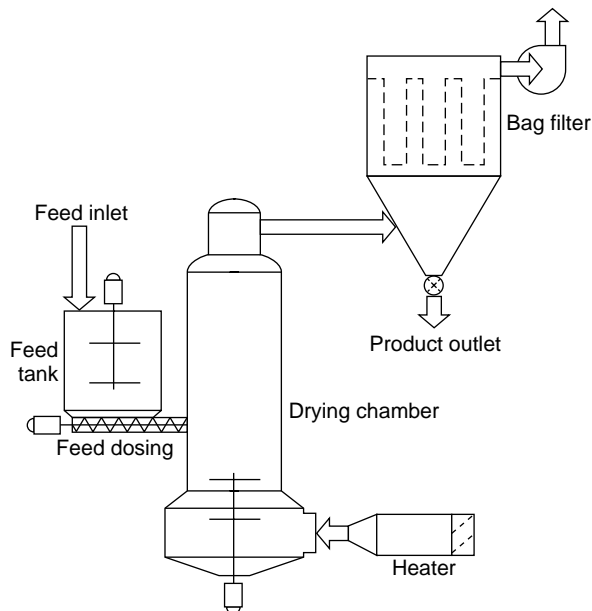 Bag filter
Feed inlet
Product outlet
Feed
tank
Drying chamber
Feed dosing
Heater